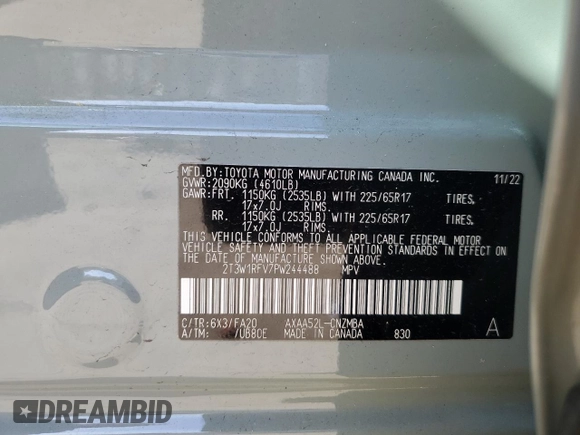 MFD.BY: TOYOTA MOTOR MANUFACTURING CANADA INC. 11/22
GVWR: 2090KG (4610LB)
GAWR: FRT. 1150KG (2535LB) WITH 225/65R17 TIRES.
17x7.0J RIMS.
RR. 1150KG (2535LB) WITH 225/65R17 TIRES.
17x7.0J RIMS.
THIS VEHICLE CONFORMS TO ALL APPLICABLE FEDERAL MOTOR
VEHICLE SAFETY AND THEFT PREVENTION STANDARDS IN EFFECT
ON THE DATE OF MANUFACTURE SHOWN ABOVE.
2T3W1RFV7PW244488 MPV
C/TR: 6X3/FA20 AXAA52L-CNZMBA
A/TM: /UB80E MADE IN CANADA 830 A
DREAMBID